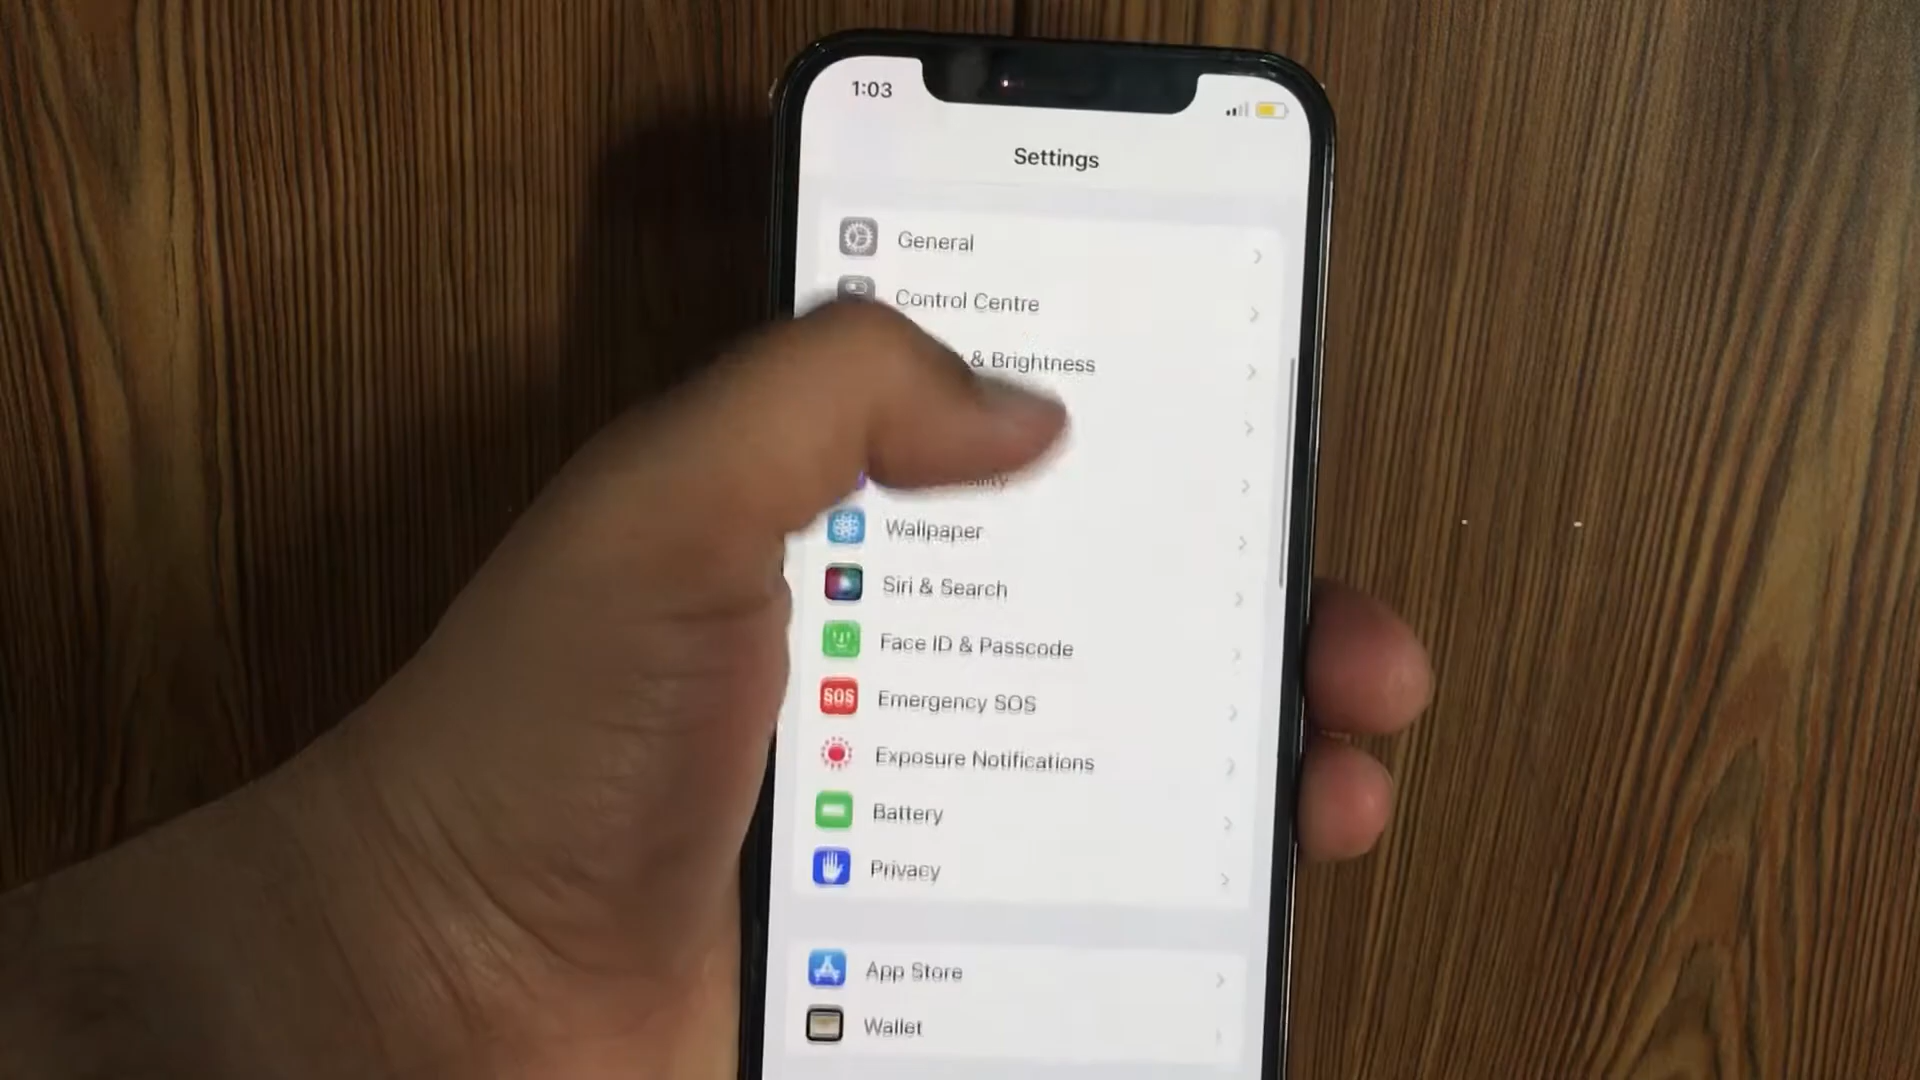 1:03
Settings
General
Control Centre
& Brightness
Wallpaper
Siri & Search
Face ID & Passcode
SOS
Emergency SOS
Exposure Notifications
Battery
Privacy
App Store
Wallet